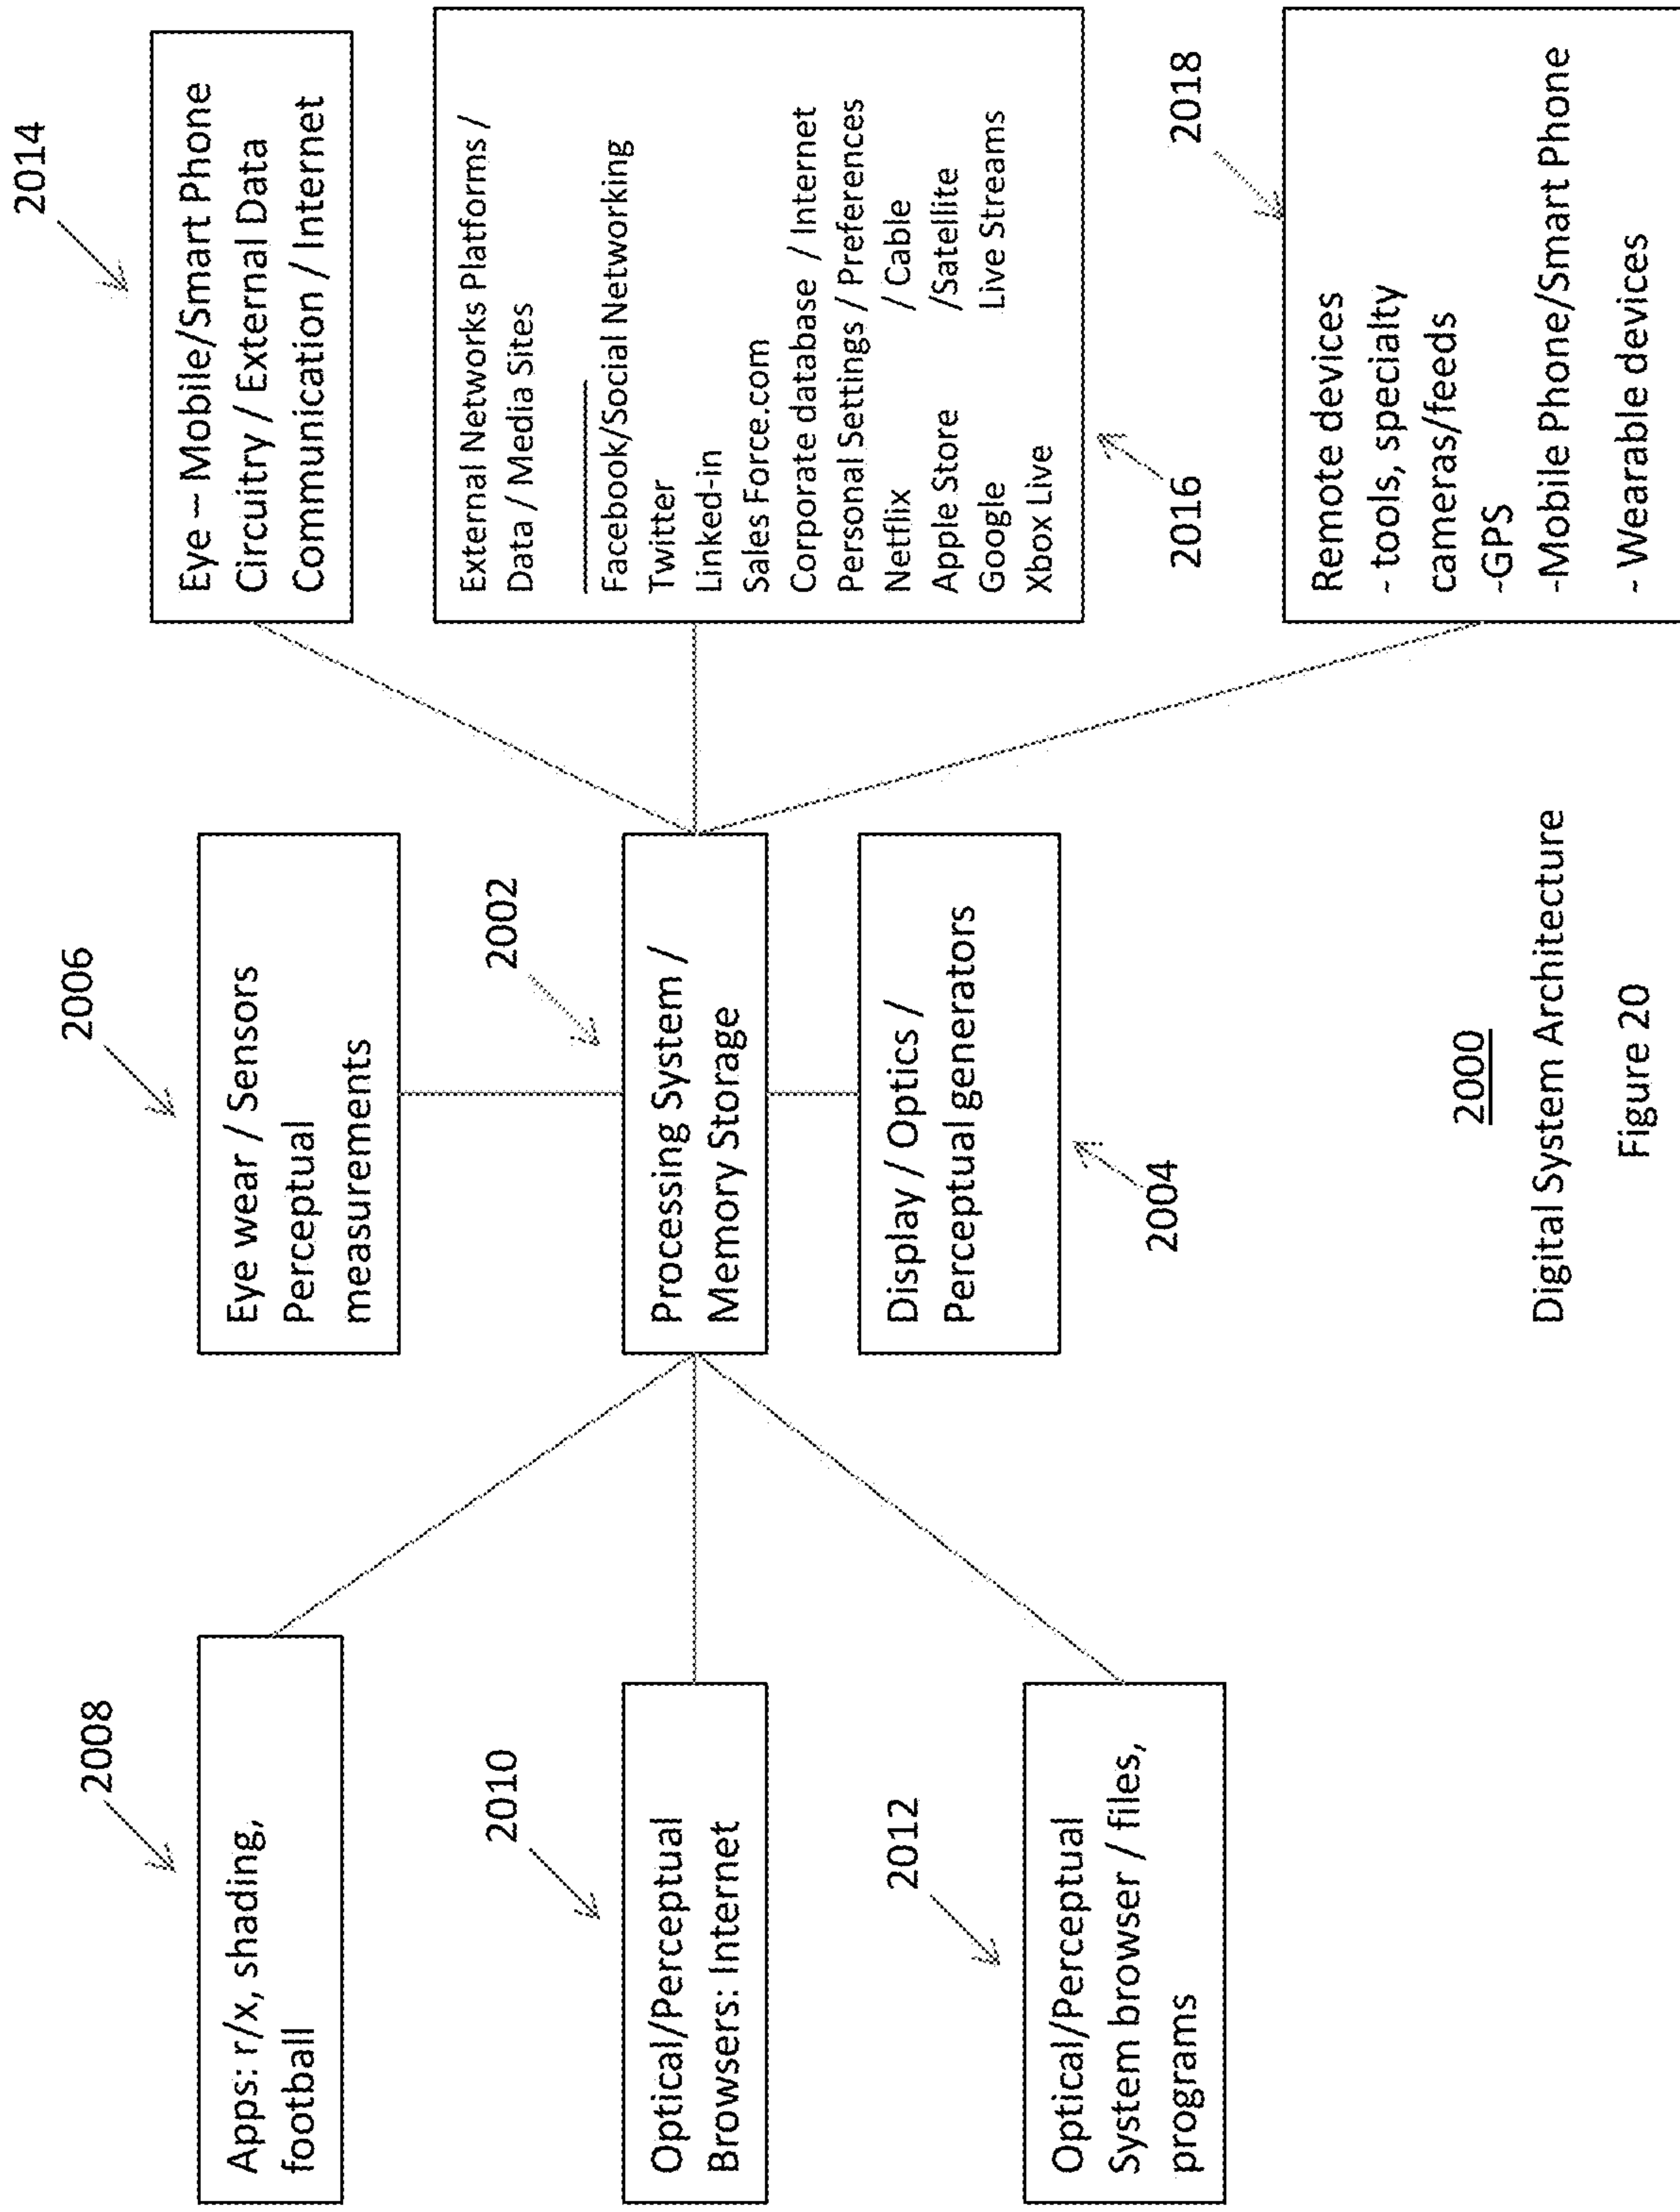 2008
Apps: r/x, shading,
football
2010
Optical/Perceptual
Browsers: Internet
2012
Optical/Perceptual
System browser / files,
programs
2006
Eye wear / Sensors
Perceptual
measurements
2002
Processing System /
Memory Storage
Display / Optics /
Perceptual generators
2004
2014
Eye – Mobile/Smart Phone
Circuitry / External Data
Communication / Internet
External Networks Platforms /
Data / Media Sites
Facebook/Social Networking
Twitter
Linked-in
Sales Force.com
Corporate database / Internet
Personal Settings / Preferences
Netflix / Cable
Apple Store /Satellite
Google Live Streams
Xbox Live
2016
2018
Remote devices
- tools, specialty
cameras/feeds
-GPS
-Mobile Phone/Smart Phone
- Wearable devices
2000
Digital System Architecture
Figure 20